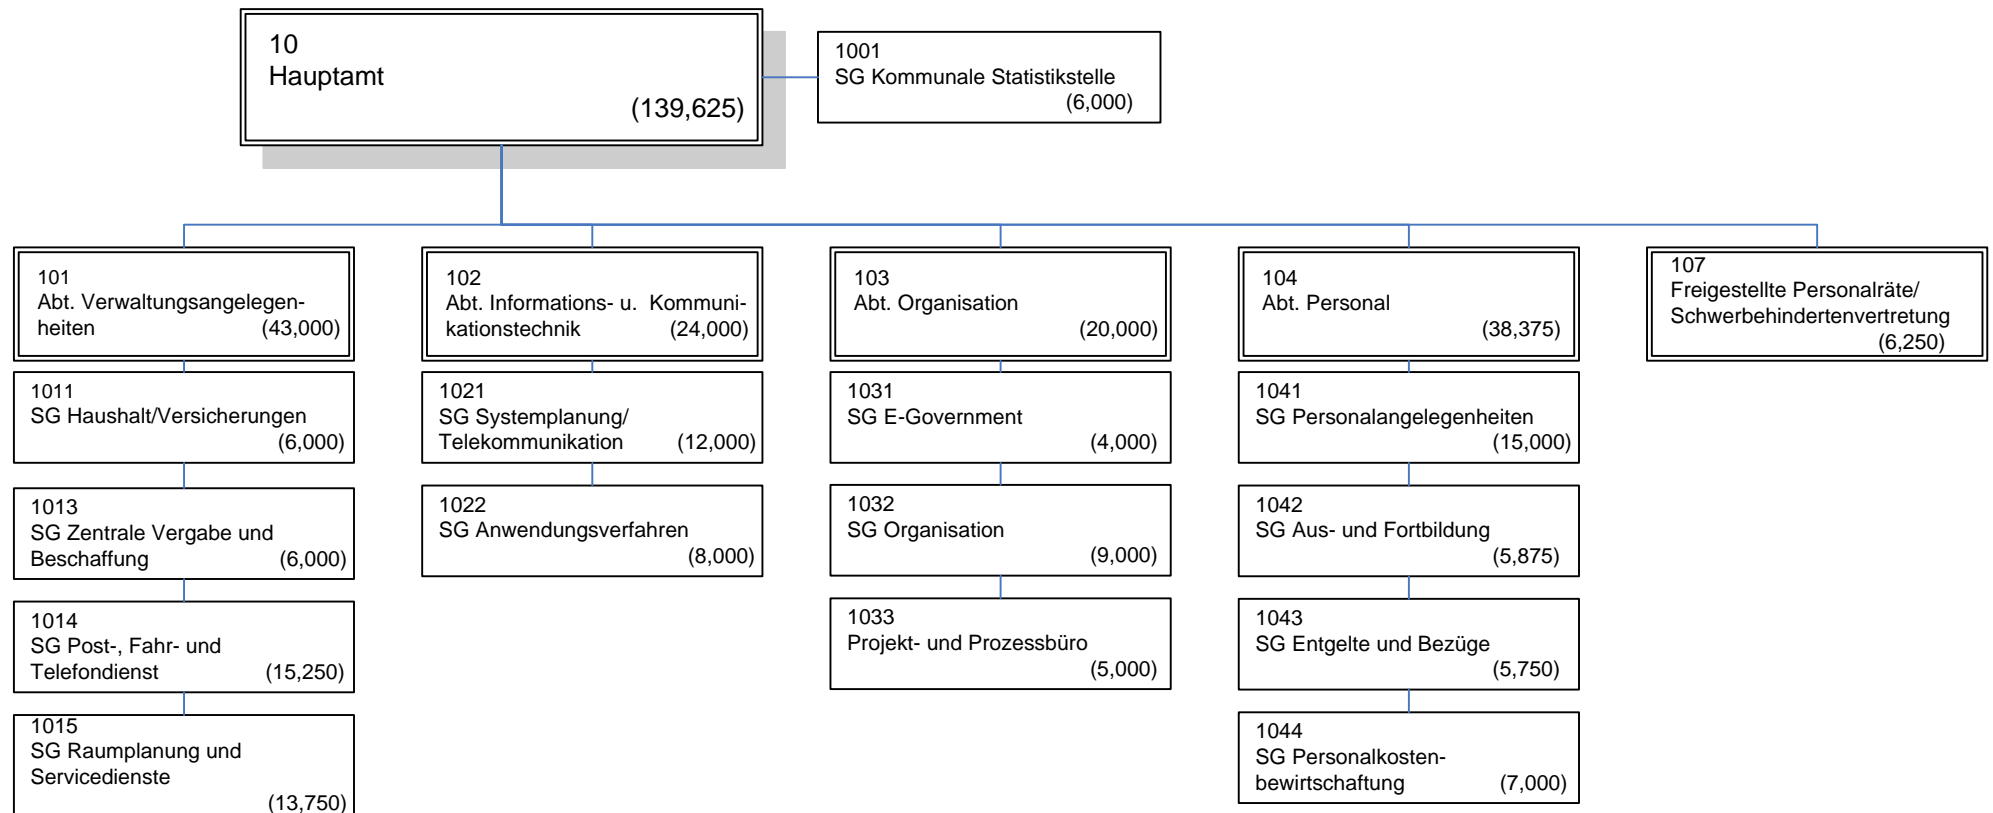 10
Hauptamt
(139,625)
1001
SG Kommunale Statistikstelle
(6,000)
101
Abt. Verwaltungsangelegen-
heiten (43,000)
102
Abt. Informations- u. Kommuni-
kationstechnik (24,000)
103
Abt. Organisation
(20,000)
104
Abt. Personal
(38,375)
107
Freigestellte Personalräte/
Schwerbehindertenvertretung
(6,250)
1011
SG Haushalt/Versicherungen
(6,000)
1013
SG Zentrale Vergabe und
Beschaffung (6,000)
1014
SG Post-, Fahr- und
Telefondienst (15,250)
1015
SG Raumplanung und
Servicedienste
(13,750)
1021
SG Systemplanung/
Telekommunikation (12,000)
1022
SG Anwendungsverfahren
(8,000)
1031
SG E-Government
(4,000)
1032
SG Organisation
(9,000)
1033
Projekt- und Prozessbüro
(5,000)
1041
SG Personalangelegenheiten
(15,000)
1042
SG Aus- und Fortbildung
(5,875)
1043
SG Entgelte und Bezüge
(5,750)
1044
SG Personalkosten-
bewirtschaftung (7,000)